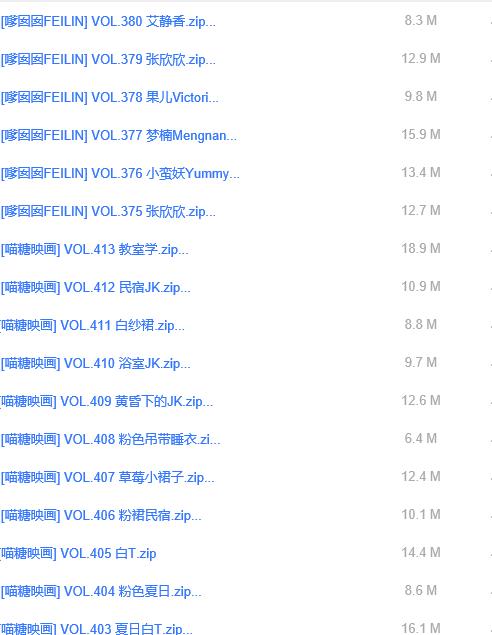 [嗲囡囡FEILIN] VOL.380 艾静香.zip... 8.3 M
[嗲囡囡FEILIN] VOL.379 张欣欣.zip... 12.9 M
[嗲囡囡FEILIN] VOL.378 果儿Victori... 9.8 M
[嗲囡囡FEILIN] VOL.377 梦楠Mengnan... 15.9 M
[嗲囡囡FEILIN] VOL.376 小蛮妖Yummy... 13.4 M
[嗲囡囡FEILIN] VOL.375 张欣欣.zip... 12.7 M
[喵糖映画] VOL.413 教室学.zip... 18.9 M
[喵糖映画] VOL.412 民宿JK.zip... 10.9 M
[喵糖映画] VOL.411 白纱裙.zip... 8.8 M
[喵糖映画] VOL.410 浴室JK.zip... 9.7 M
[喵糖映画] VOL.409 黄昏下的JK.zip... 12.6 M
[喵糖映画] VOL.408 粉色吊带睡衣.zi... 6.4 M
[喵糖映画] VOL.407 草莓小裙子.zip... 12.4 M
[喵糖映画] VOL.406 粉裙民宿.zip... 10.1 M
[喵糖映画] VOL.405 白T.zip 14.4 M
[喵糖映画] VOL.404 粉色夏日.zip... 8.6 M
[喵糖映画] VOL.403 夏日白T.zip... 16.1 M